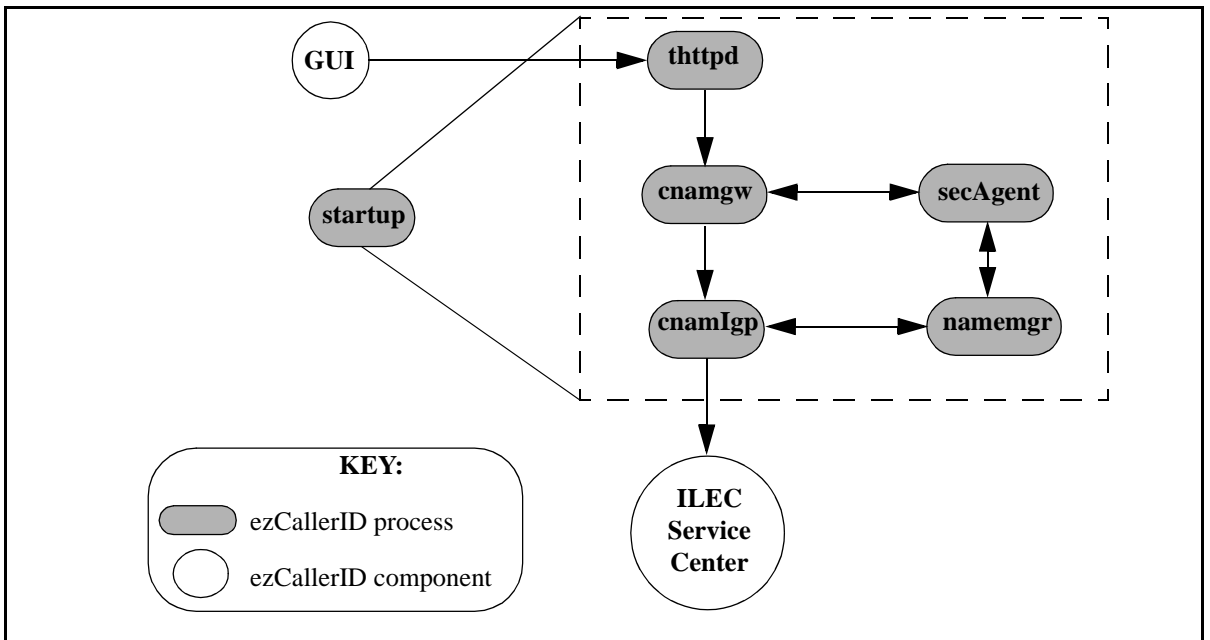 GUI
thttpd
cnamgw
secAgent
startup
cnamIgp
namemgr
KEY:
ezCallerID process
ezCallerID component
ILEC
Service
Center